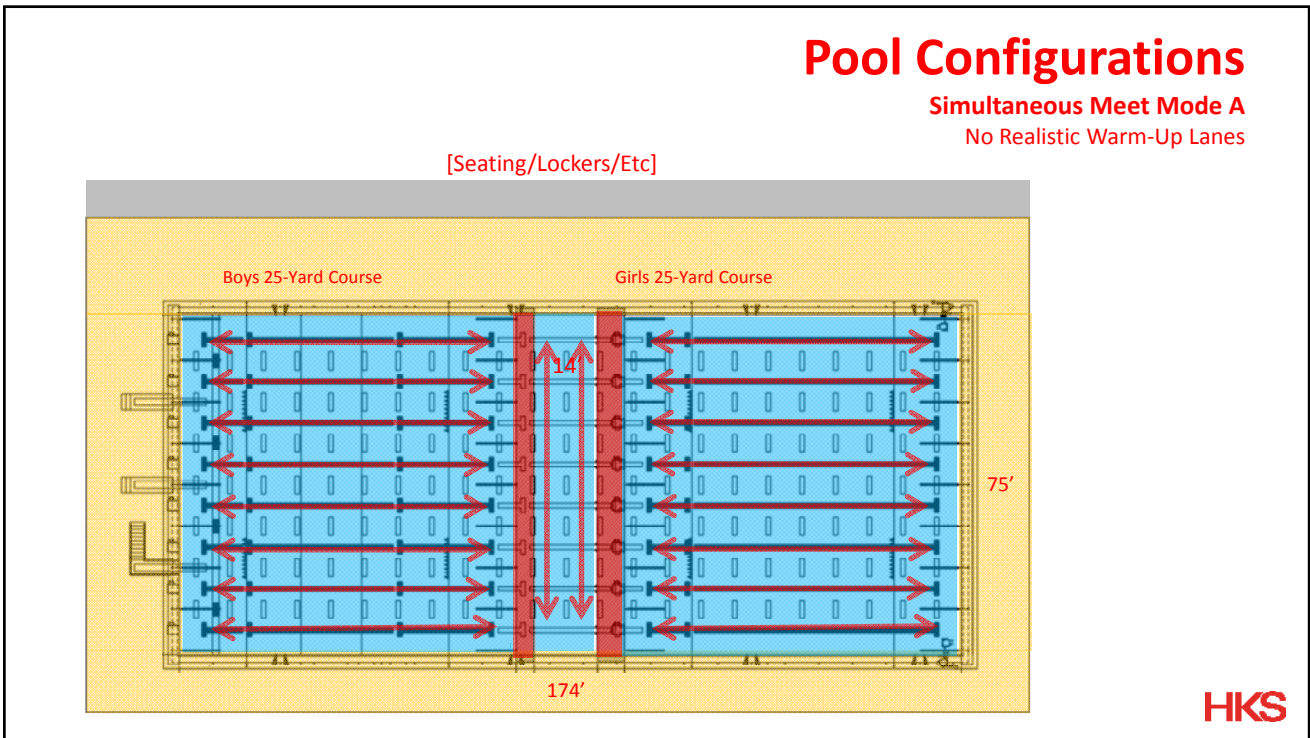 Pool Configurations
Simultaneous Meet Mode A
No Realistic Warm-Up Lanes
[Seating/Lockers/Etc]
Boys 25-Yard Course
Girls 25-Yard Course
14’
75’
174’
HKS